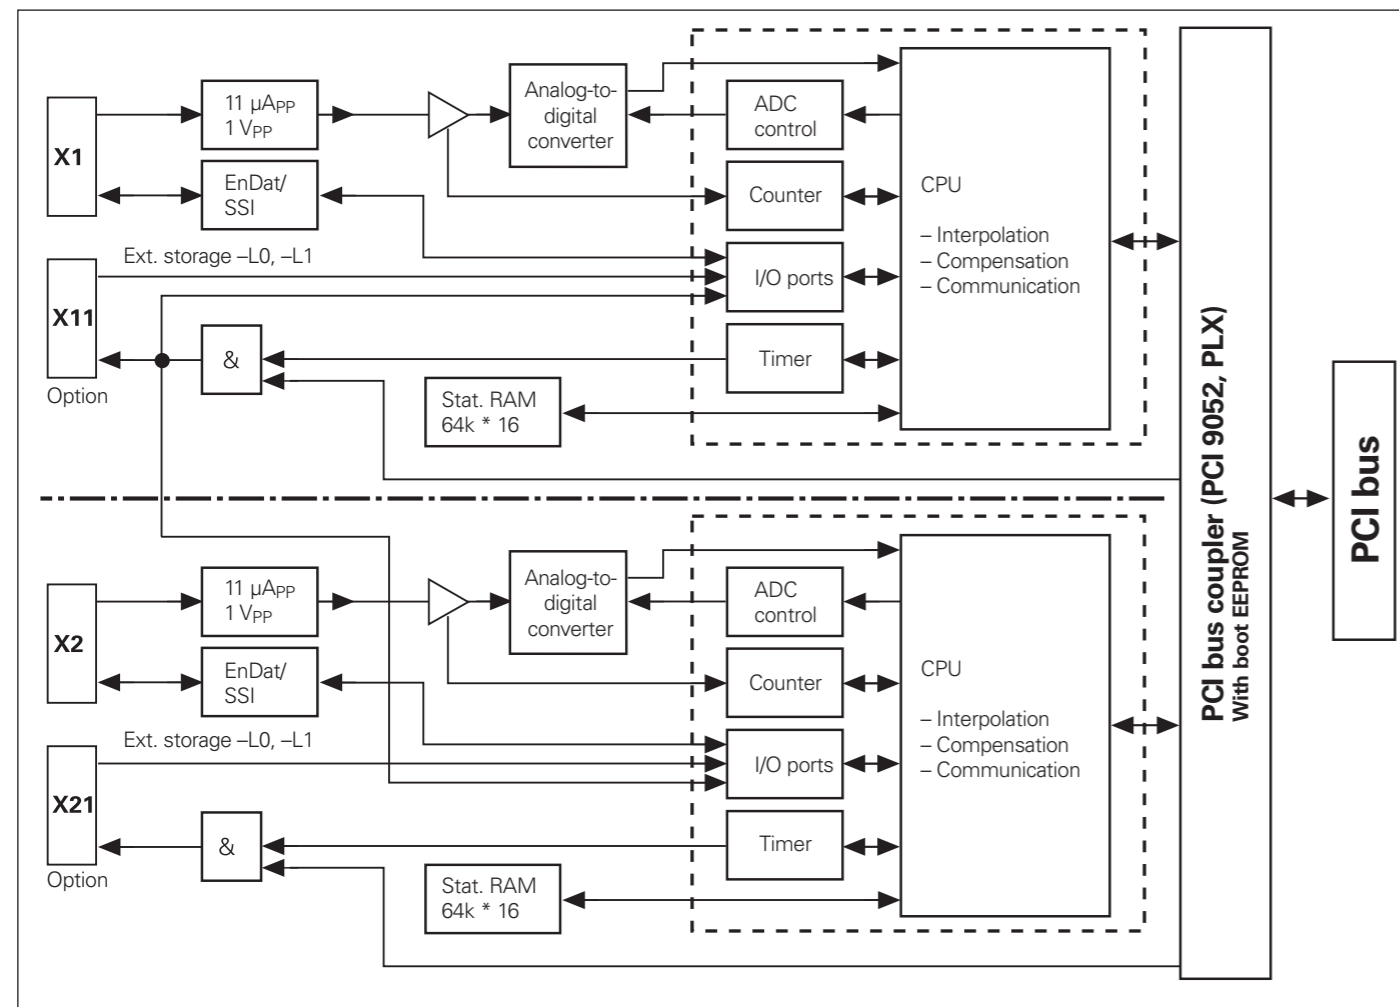 X1
11 µAPP
1 VPP
EnDat/
SSI
Analog-to-
digital
converter
ADC
control
Counter
I/O ports
Timer
CPU
– Interpolation
– Compensation
– Communication
Ext. storage –L0, –L1
X11
Option
&
Stat. RAM
64k * 16
X2
11 µAPP
1 VPP
EnDat/
SSI
Analog-to-
digital
converter
ADC
control
Counter
I/O ports
Timer
CPU
– Interpolation
– Compensation
– Communication
Ext. storage –L0, –L1
X21
Option
&
Stat. RAM
64k * 16
PCI bus coupler (PCI 9052, PLX)
With boot EEPROM
PCI bus